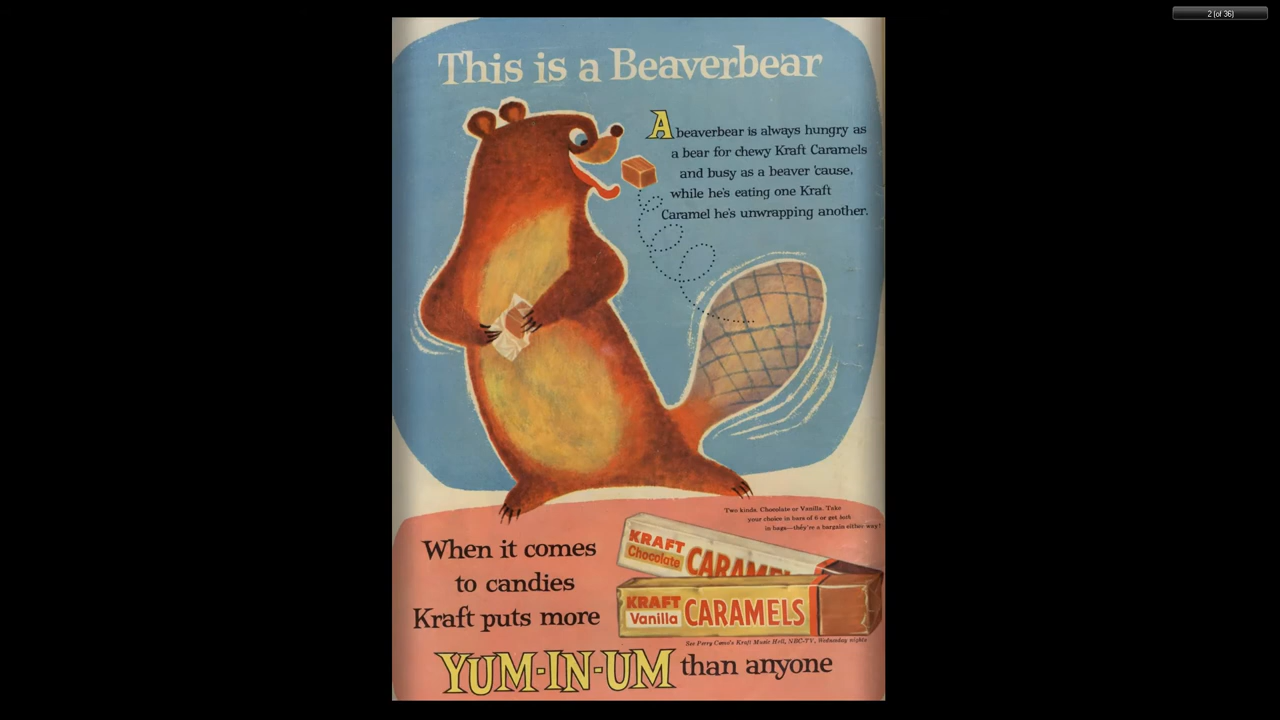 2 (of 36)
This is a Beaverbear
A beaverbear is always hungry as
a bear for chewy Kraft Caramels
and busy as a beaver 'cause,
while he's eating one Kraft
Caramel he's unwrapping another.
Two kinds. Chocolate or Vanilla. Take
your choice in bars of 6 or get lots
in bags—they're a bargain either way!
When it comes
to candies
Kraft puts more
YUM-IN-UM than anyone
KRAFT
Chocolate
CARAMELS
KRAFT
Vanilla
CARAMELS
See Perry Como's Kraft Music Hall, NBC-TV, Wednesday nights